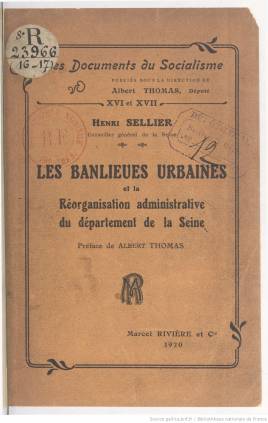 8° R
23966
(16-17)
Les Documents du Socialisme
PUBLIÉS SOUS LA DIRECTION DE
Albert THOMAS, Député
XVI et XVII
HENRI SELLIER
Conseiller général de la Seine
R F
12
LES BANLIEUES URBAINES
et la
Réorganisation administrative
du département de la Seine
Préface de ALBERT THOMAS
MR
Marcel RIVIÈRE et Cie
1920
Source gallica.bnf.fr / Bibliothèque nationale de France